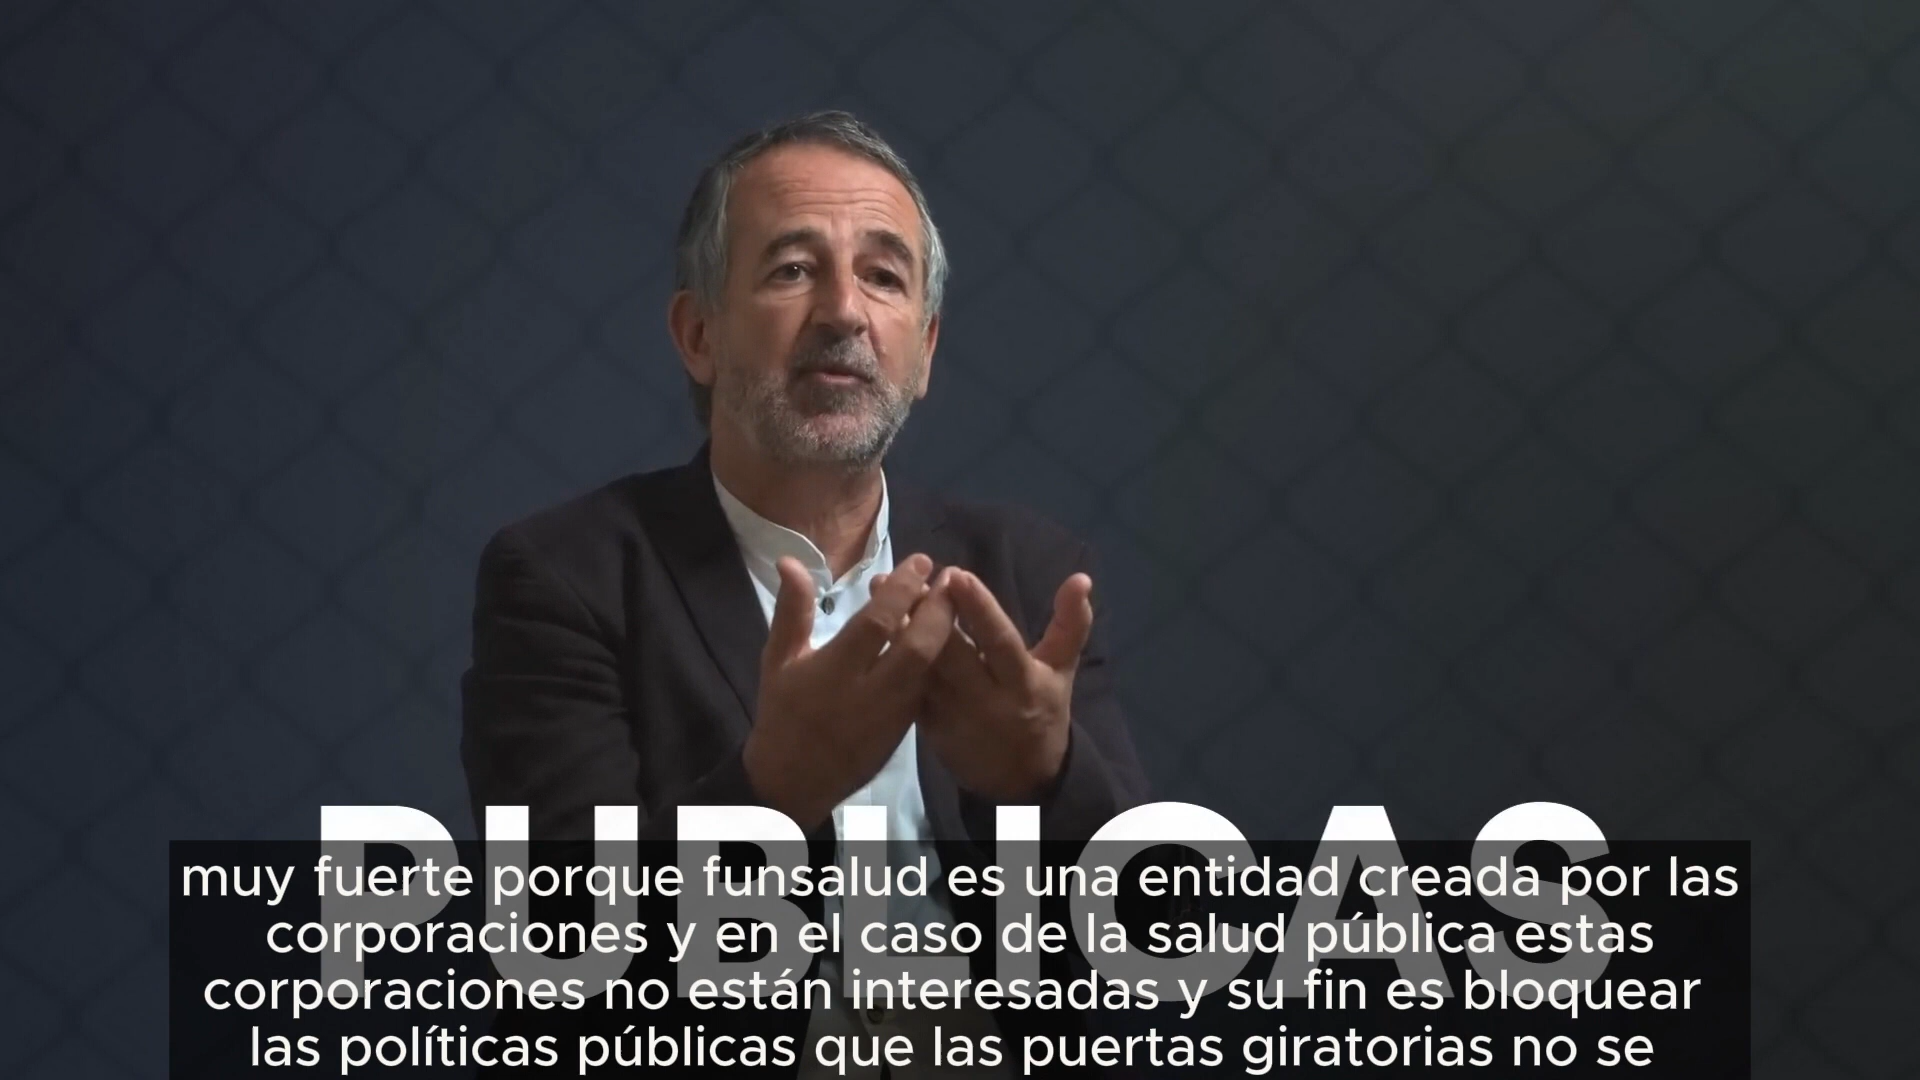 PUBLICAS
muy fuerte porque funsalud es una entidad creada por las
corporaciones y en el caso de la salud pública estas
corporaciones no están interesadas y su fin es bloquear
las políticas públicas que las puertas giratorias no se